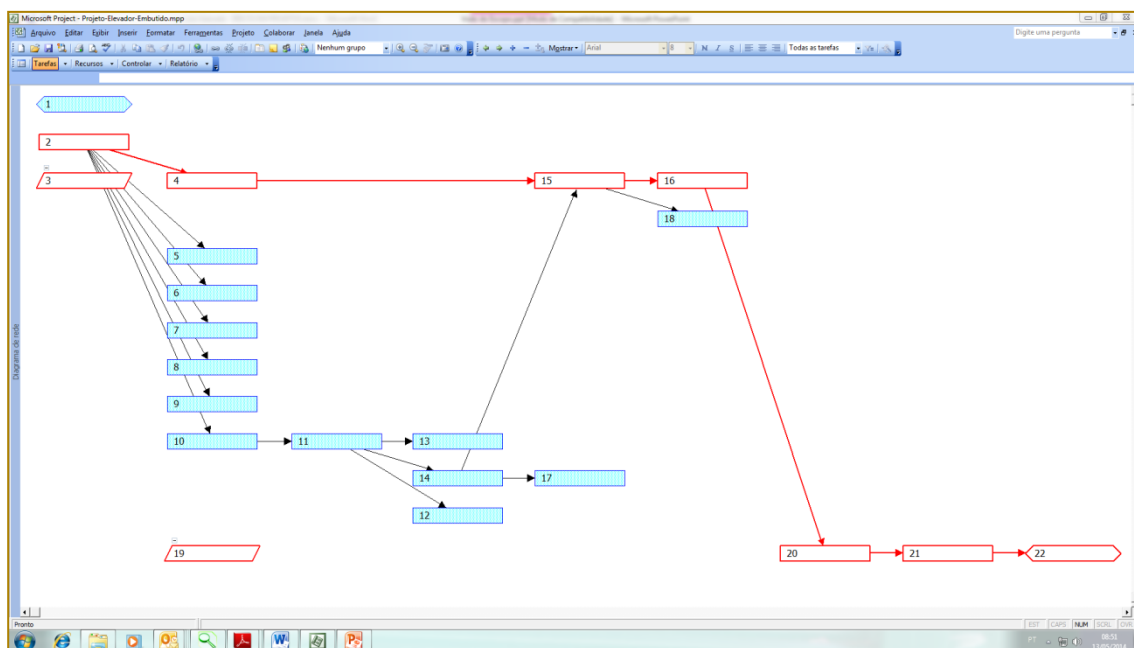 Microsoft Project - Projeto-Elevador-Embutido.mpp
Arquivo Editar Exibir Inserir Formatar Ferramentas Projeto Colaborar Janela Ajuda
Digite uma pergunta
Nenhum grupo Mostrar Arial 8 N I S Todas as tarefas
Tarefas Recursos Controlar Relatório
1
2
3 4 15 16
18
5
6
7
8
9
10 11 13
14 17
12
19 20 21 22
Diagrama de rede
Pronto
EST CAPS NUM SCRL OVR
PT 08:51
13/05/2014